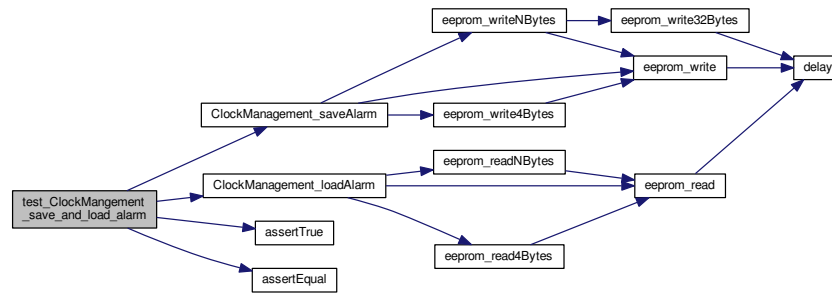 eeprom_writeNBytes
eeprom_write32Bytes
eeprom_write
delay
ClockManagement_saveAlarm
eeprom_write4Bytes
eeprom_readNBytes
ClockManagement_loadAlarm
eeprom_read
test_ClockMangement
_save_and_load_alarm
assertTrue
eeprom_read4Bytes
assertEqual